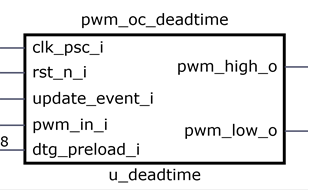 pwm_oc_deadtime
clk_psc_i
rst_n_i
pwm_high_o
update_event_i
pwm_in_i
pwm_low_o
8
dtg_preload_i
u_deadtime